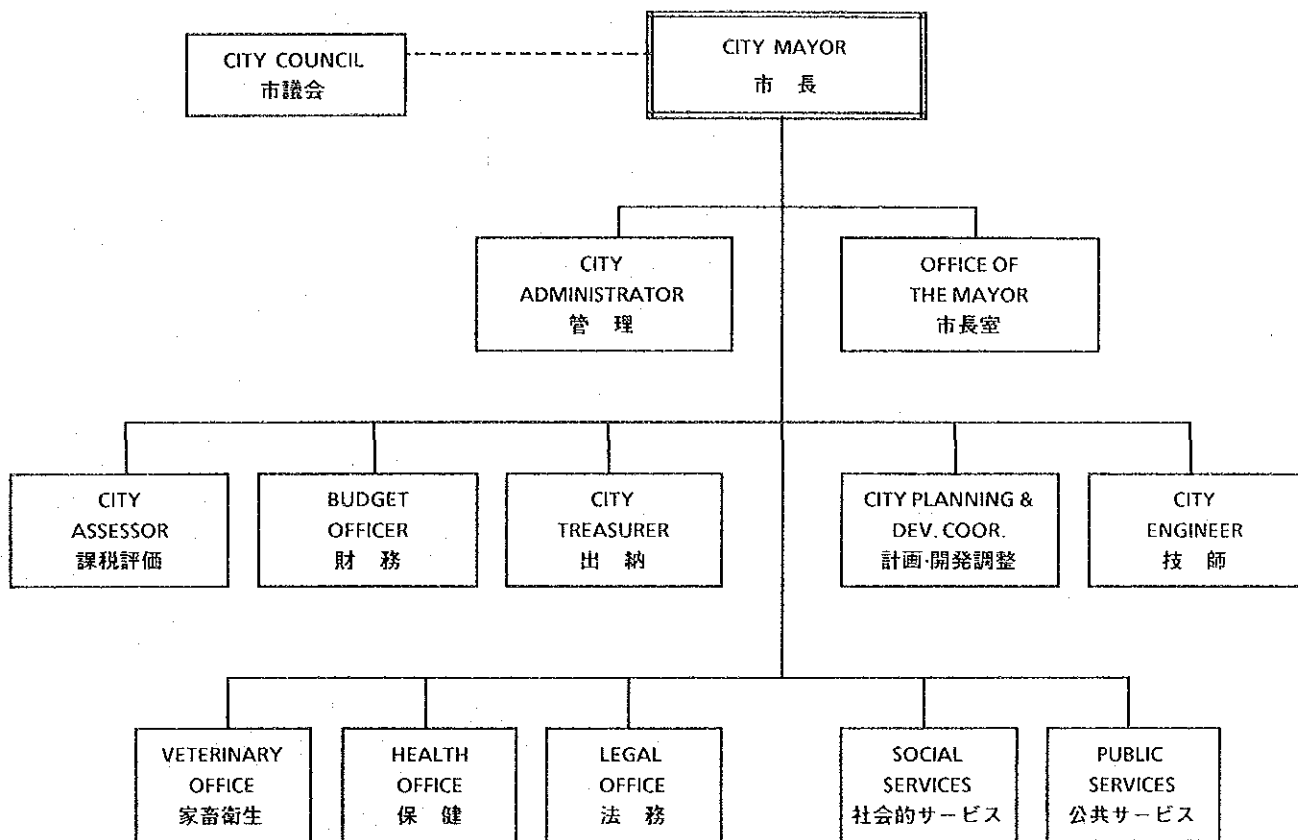 CITY COUNCIL
市議会
CITY MAYOR
市 長
CITY
ADMINISTRATOR
管 理
OFFICE OF
THE MAYOR
市長室
CITY
ASSESSOR
課税評価
BUDGET
OFFICER
財 務
CITY
TREASURER
出 納
CITY PLANNING &
DEV. COOR.
計画・開発調整
CITY
ENGINEER
技 師
VETERINARY
OFFICE
家畜衛生
HEALTH
OFFICE
保 健
LEGAL
OFFICE
法 務
SOCIAL
SERVICES
社会的サービス
PUBLIC
SERVICES
公共サービス